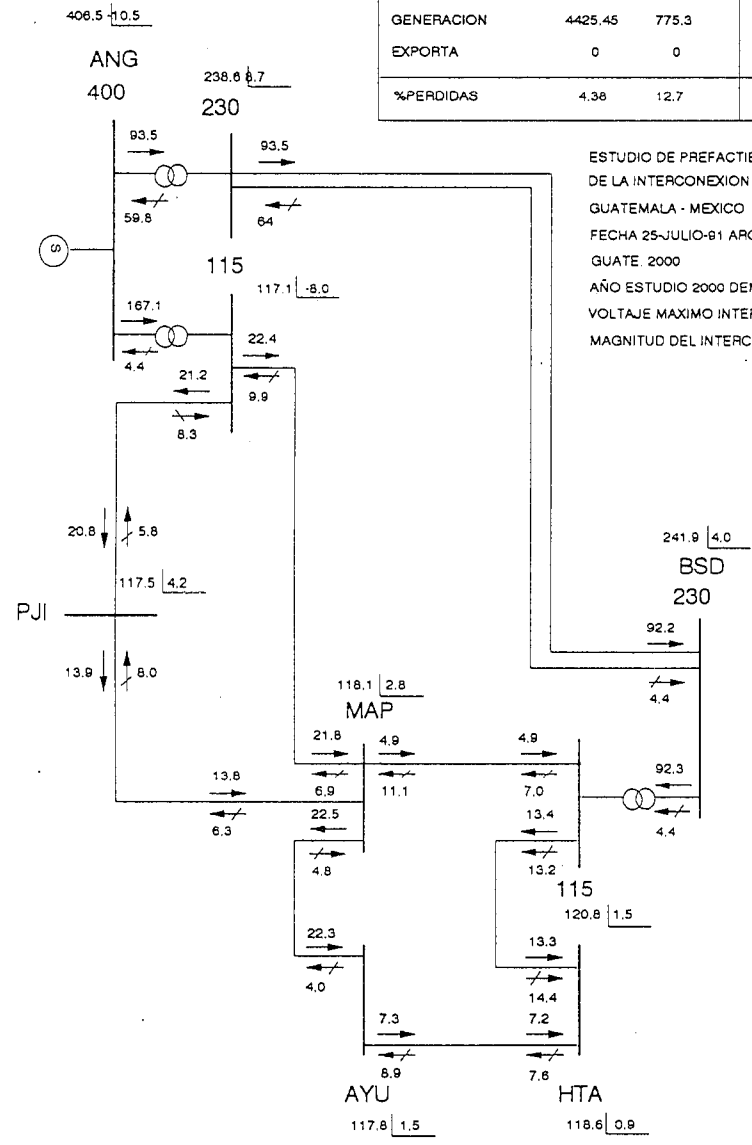 406.5 -10.5
ANG
400
GENERACION 4425.45 775.3
EXPORTA 0 0
%PERDIDAS 4.38 12.7
238.6 8.7
230
93.5
93.5
59.8
64
S
ESTUDIO DE PREFACTIE
DE LA INTERCONEXION
GUATEMALA - MEXICO
FECHA 25-JULIO-91 ARC
GUATE. 2000
AÑO ESTUDIO 2000 DEM
VOLTAJE MAXIMO INTER
MAGNITUD DEL INTERC
115
117.1 -8.0
167.1
4.4
22.4
9.9
21.2
8.3
20.8 5.8
117.5 4.2
PJI
13.9 8.0
241.9 4.0
BSD
230
92.2
4.4
118.1 2.8
MAP
21.8 4.9 4.9
6.9 11.1 7.0
13.8
6.3
92.3
4.4
22.5
4.8
13.4
13.2
115
120.8 1.5
22.3
4.0
13.3
14.4
7.3 7.2
8.9 7.6
AYU HTA
117.8 1.5
118.6 0.9